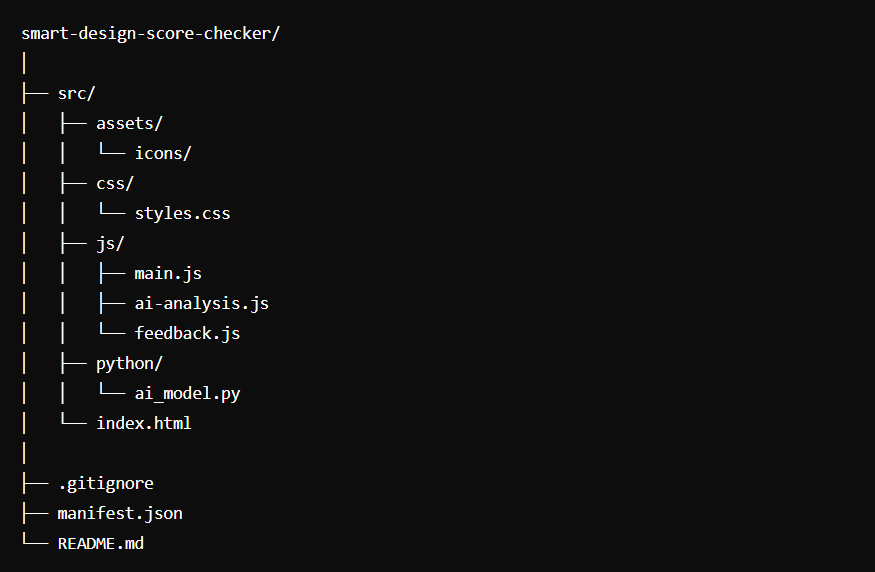 smart-design-score-checker/
│
├── src/
│   ├── assets/
│   │   └── icons/
│   ├── css/
│   │   └── styles.css
│   ├── js/
│   │   ├── main.js
│   │   ├── ai-analysis.js
│   │   └── feedback.js
│   ├── python/
│   │   └── ai_model.py
│   └── index.html
│
├── .gitignore
├── manifest.json
└── README.md